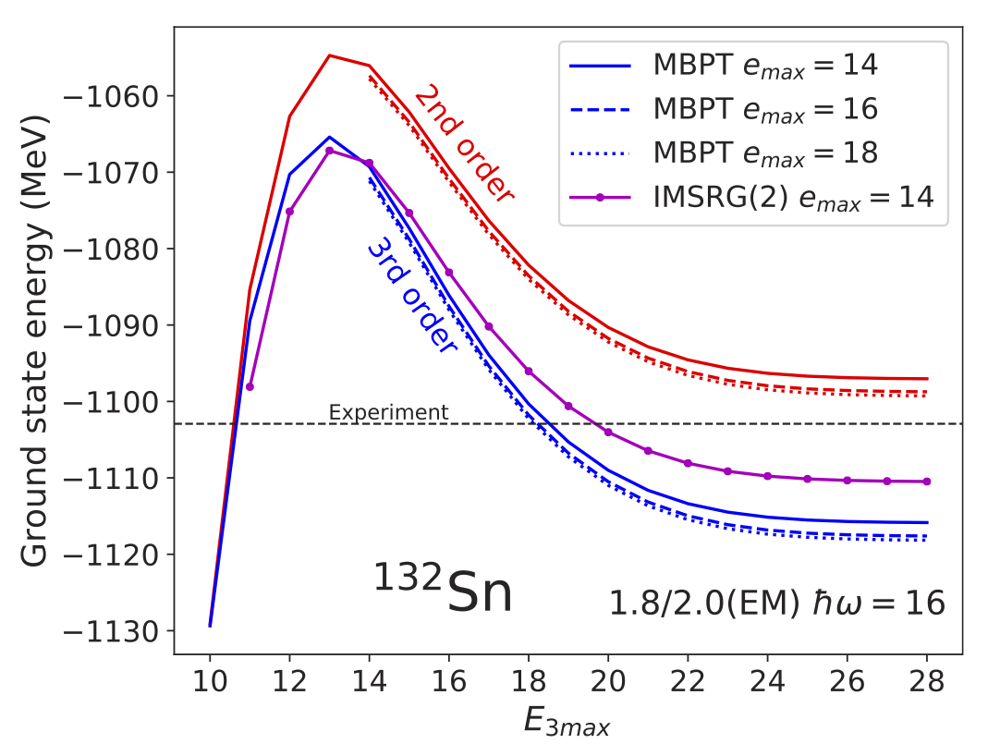 MBPT e_max = 14
MBPT e_max = 16
MBPT e_max = 18
IMSRG(2) e_max = 14
2nd order
3rd order
Experiment
¹³²Sn
1.8/2.0(EM) ħω = 16
Ground state energy (MeV)
−1060
−1070
−1080
−1090
−1100
−1110
−1120
−1130
10 12 14 16 18 20 22 24 26 28
E_3max